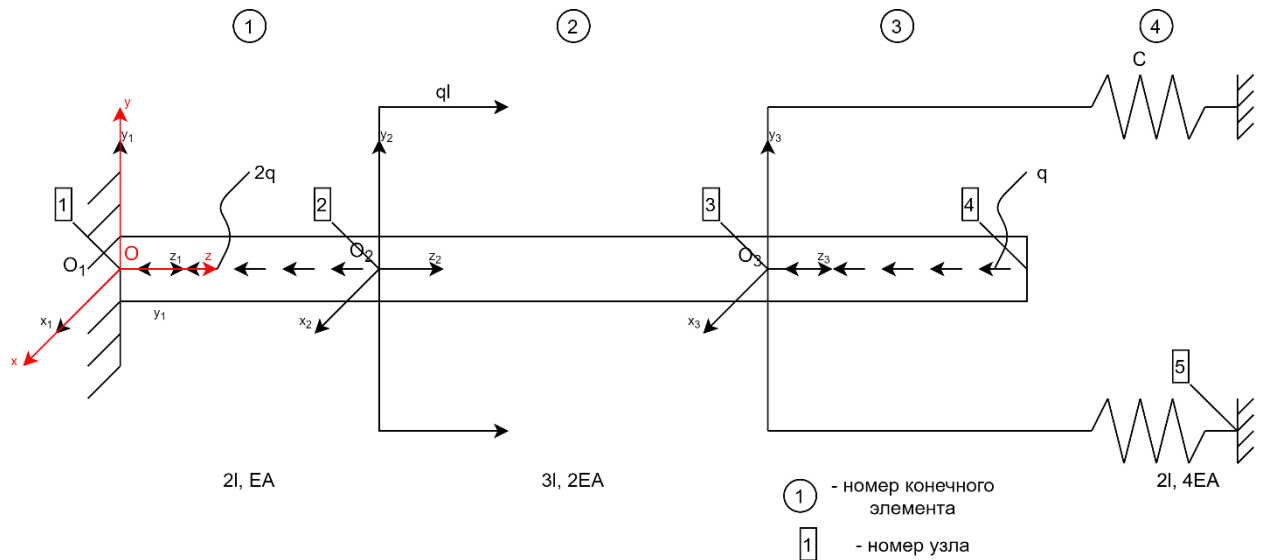 1 2 3 4
C
y
ql
y₁ y₂ y₃
2q q
1 2 3 4
O O₂ O₃
O₁ z₁ z z₂ z₃
x₁ y₁ x₂ x₃
x
5
2l, EA 3l, 2EA 2l, 4EA
1 - номер конечного
элемента
1 - номер узла